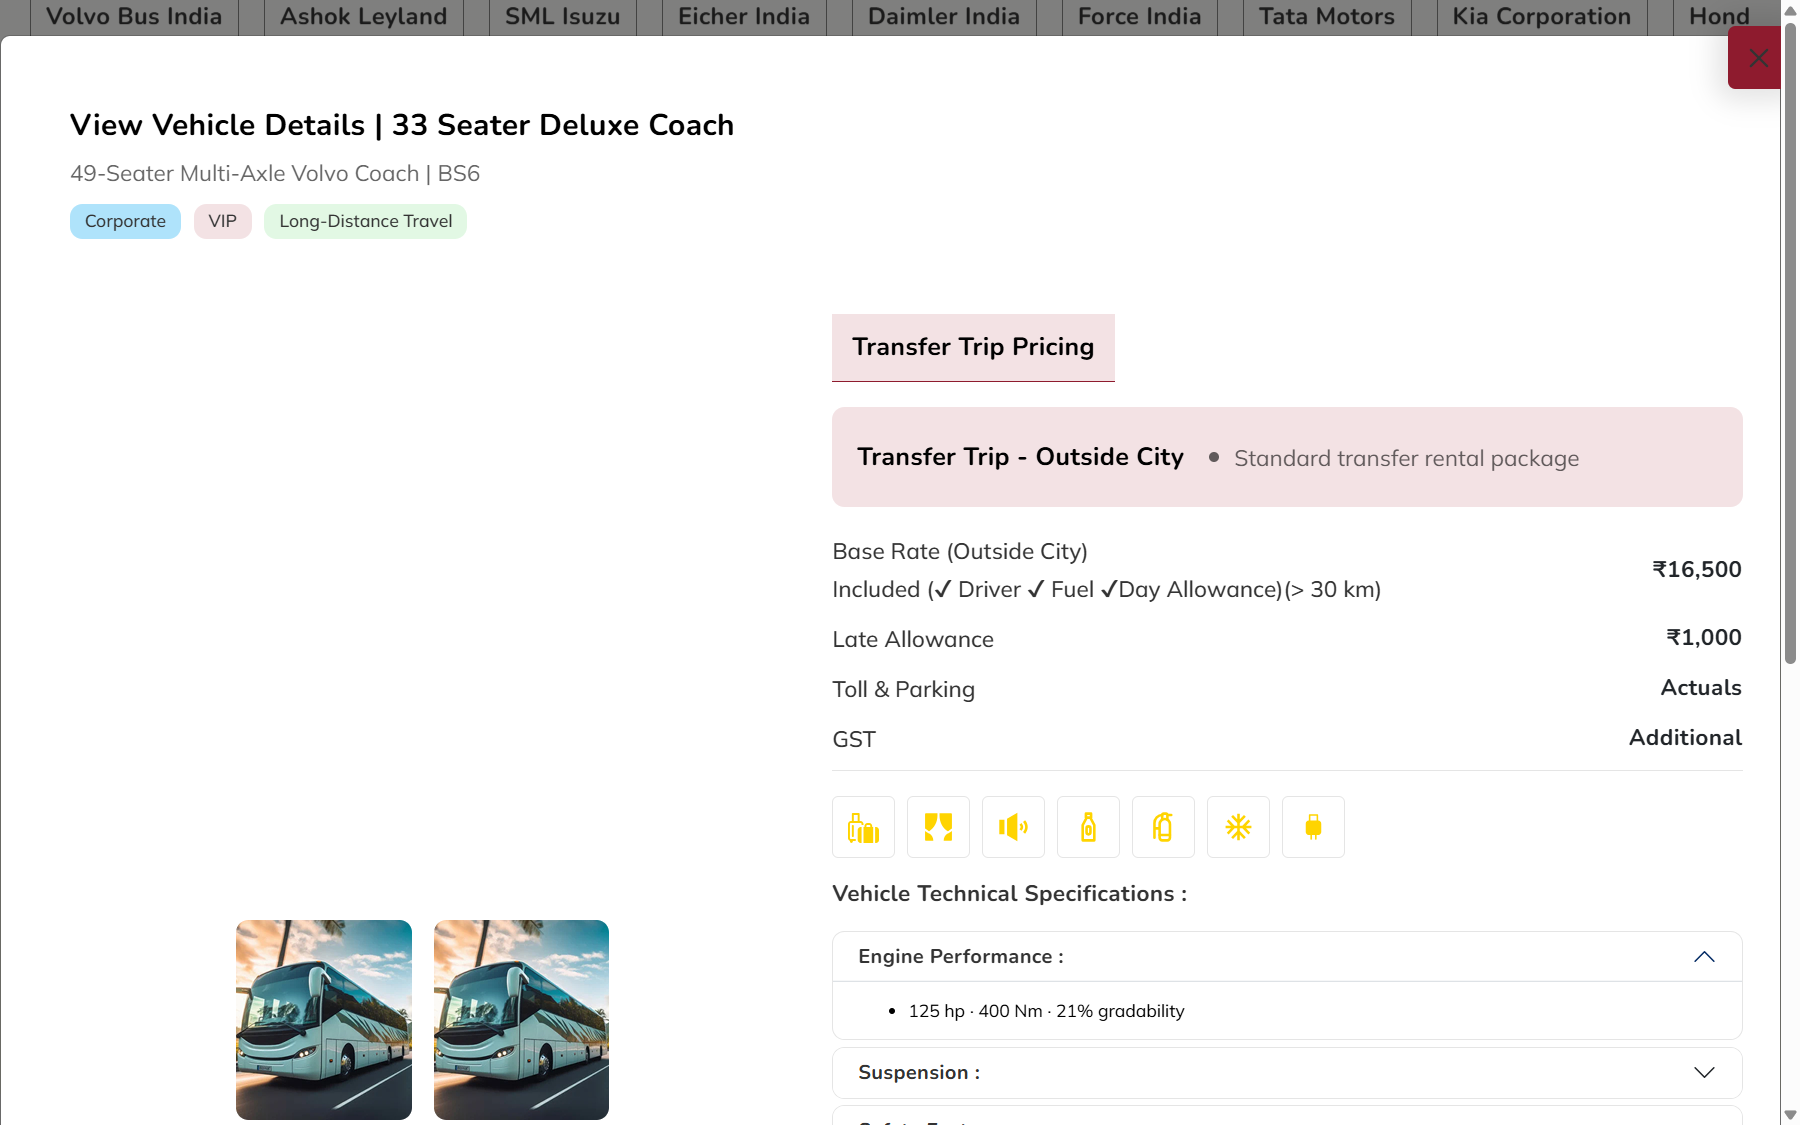 Volvo Bus India
Ashok Leyland
SML Isuzu
Eicher India
Daimler India
Force India
Tata Motors
Kia Corporation
Hond
View Vehicle Details | 33 Seater Deluxe Coach
49-Seater Multi-Axle Volvo Coach | BS6
Corporate
VIP
Long-Distance Travel
Transfer Trip Pricing
Transfer Trip - Outside City
• Standard transfer rental package
Base Rate (Outside City)
Included (✓ Driver ✓ Fuel ✓Day Allowance)(> 30 km)
₹16,500
Late Allowance
₹1,000
Toll & Parking
Actuals
GST
Additional
Vehicle Technical Specifications :
Engine Performance :
• 125 hp · 400 Nm · 21% gradability
Suspension :